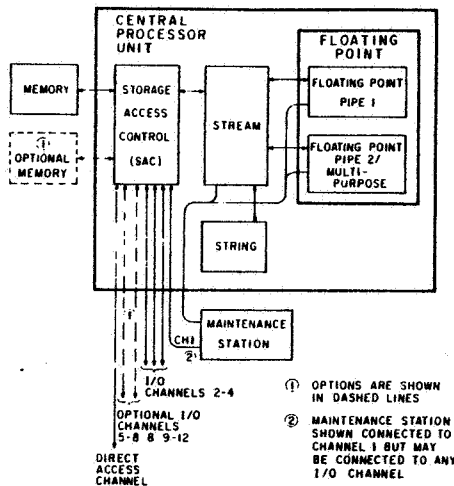 CENTRAL
PROCESSOR
UNIT
FLOATING
POINT
MEMORY
STORAGE
ACCESS
CONTROL
(SAC)
STREAM
FLOATING POINT
PIPE 1
①
OPTIONAL
MEMORY
FLOATING POINT
PIPE 2/
MULTI-
PURPOSE
STRING
①
CH1
②
MAINTENANCE
STATION
I/O
CHANNELS 2-4
OPTIONAL I/O
CHANNELS
5-8 8 9-12
DIRECT
ACCESS
CHANNEL
① OPTIONS ARE SHOWN
IN DASHED LINES
② MAINTENANCE STATION
SHOWN CONNECTED TO
CHANNEL 1 BUT MAY
BE CONNECTED TO ANY
I/O CHANNEL